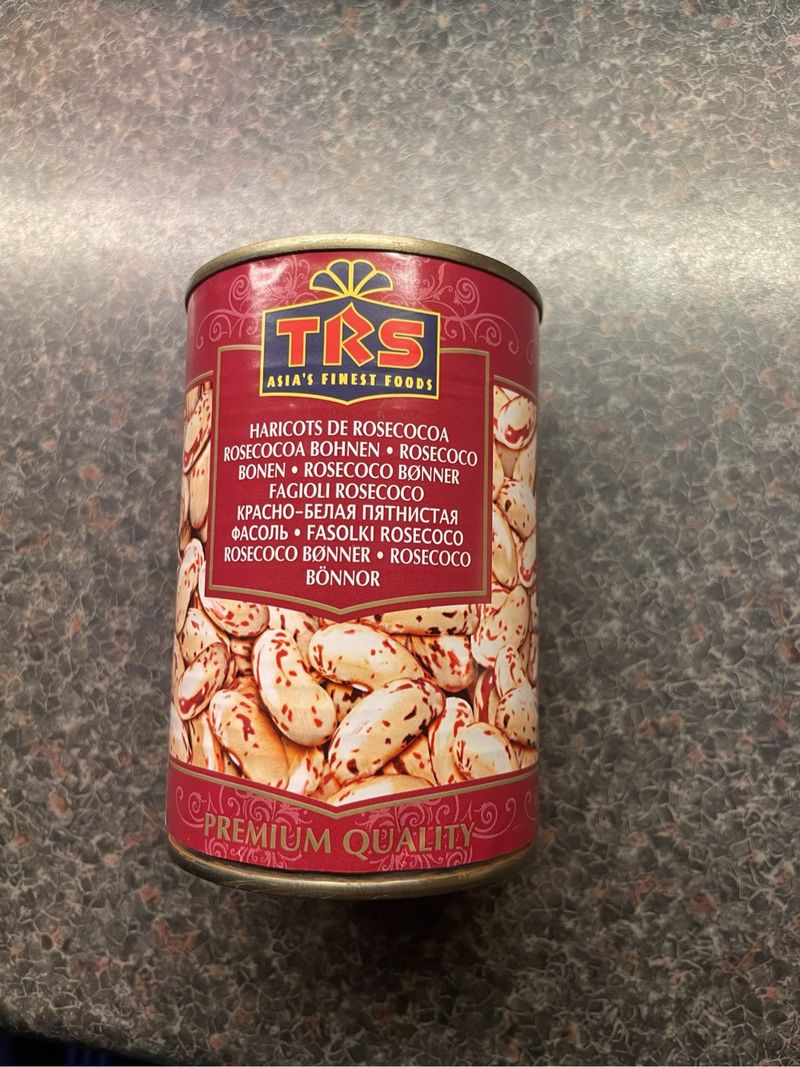 TRS
ASIA'S FINEST FOODS
HARICOTS DE ROSECOCOA
ROSECOCOA BOHNEN • ROSECOCO
BONEN • ROSECOCO BØNNER
FAGIOLI ROSECOCO
КРАСНО-БЕЛАЯ ПЯТНИСТАЯ
ФАСОЛЬ • FASOLKI ROSECOCO
ROSECOCO BØNNER • ROSECOCO
BÖNNOR
PREMIUM QUALITY